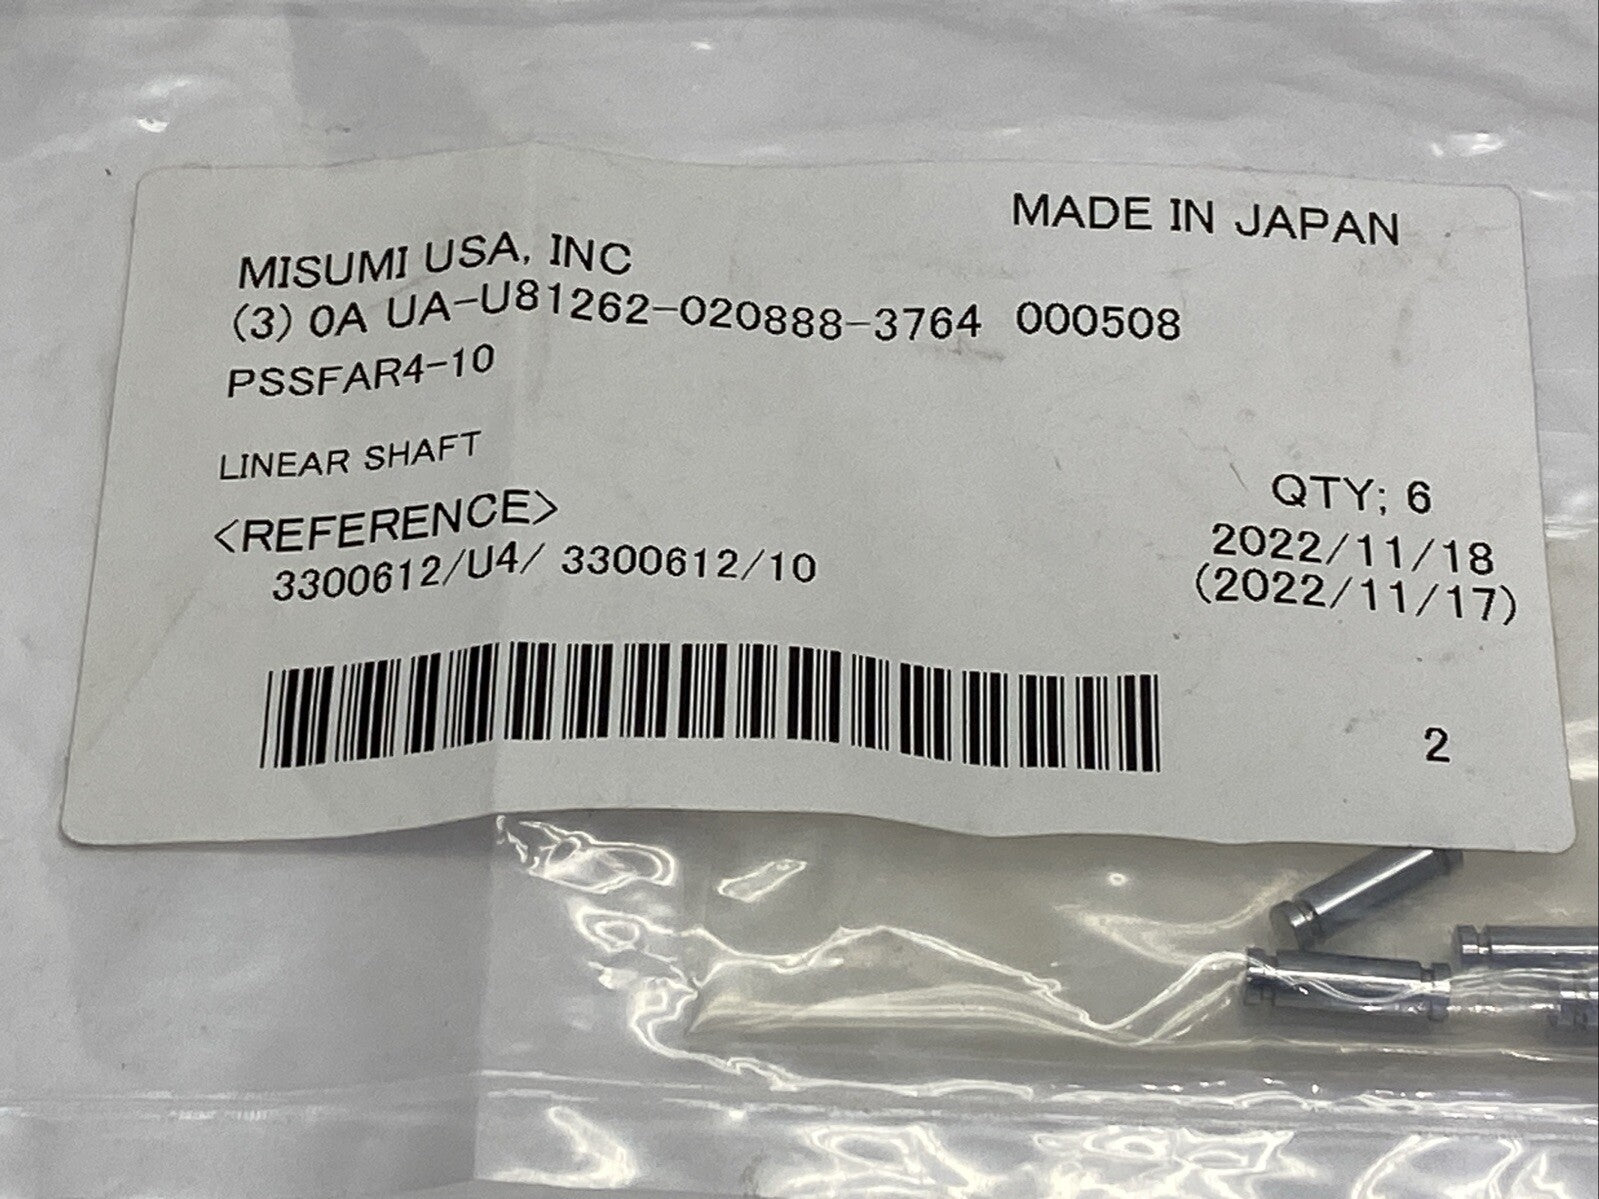 MADE IN JAPAN
MISUMI USA, INC
(3) 0A UA-U81262-020888-3764 000508
PSSFAR4-10
LINEAR SHAFT
QTY; 6
<REFERENCE>
2022/11/18
3300612/U4/ 3300612/10
(2022/11/17)
2